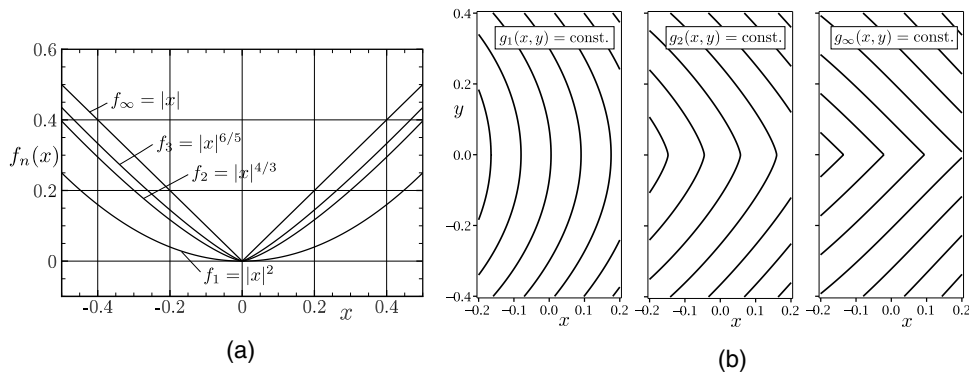 0.6
0.4
f_n(x)
0.2
0
f_∞ = |x|
f_3 = |x|^{6/5}
f_2 = |x|^{4/3}
f_1 = |x|^2
-0.4 -0.2 0 0.2 x 0.4
(a)
0.4
0.2
y
0.0
-0.2
-0.4
g_1(x, y) = const.
−0.2 −0.1 0.0 0.1 0.2
x
g_2(x, y) = const.
−0.2 −0.1 0.0 0.1 0.2
x
g_∞(x, y) = const.
−0.2 −0.1 0.0 0.1 0.2
x
(b)